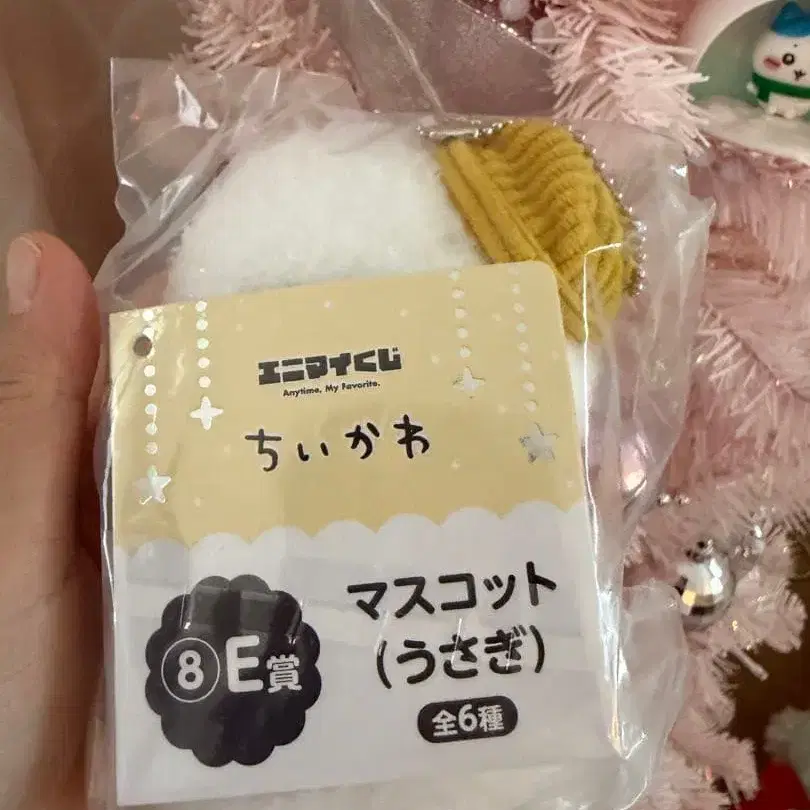 エニマイくじ
Anytime, My Favorite.
ちいかわ
⑧E賞
マスコット
(うさぎ)
全6種